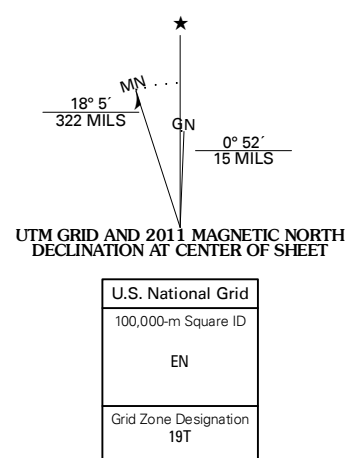 ★
MN
GN
18° 5´
322 MILS
0° 52´
15 MILS
UTM GRID AND 2011 MAGNETIC NORTH
DECLINATION AT CENTER OF SHEET
U.S. National Grid
100,000-m Square ID
EN
Grid Zone Designation
19T